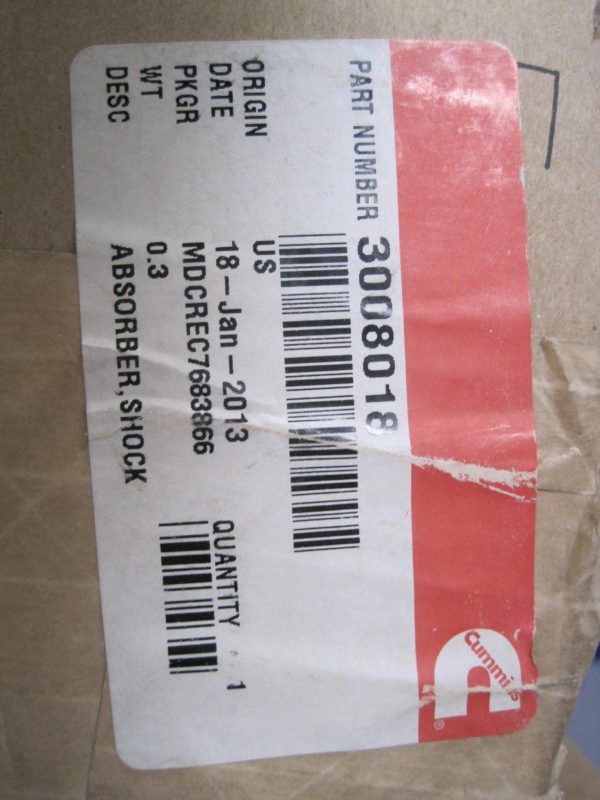 Cummins
®
PART NUMBER 3008018
ORIGIN US
DATE 18-Jan-2013
PKGR MDCREC7683866
WT 0.3
DESC ABSORBER, SHOCK
QUANTITY 1